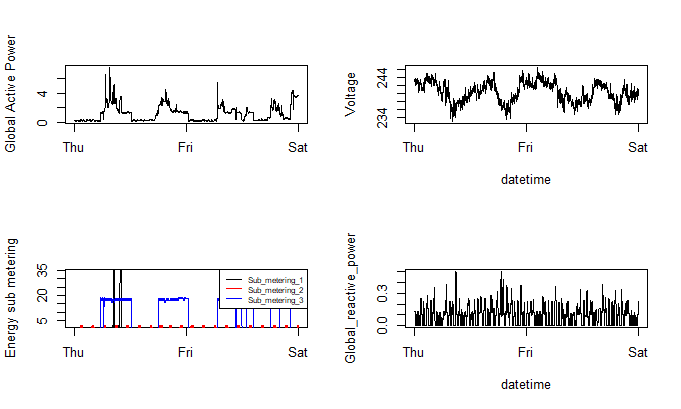 Global Active Power
4
0
Thu Fri Sat
Voltage
244
234
Thu Fri Sat
datetime
Energy sub metering
35
20
5
Sub_metering_1
Sub_metering_2
Sub_metering_3
Thu Fri Sat
Global_reactive_power
0.3
0.0
Thu Fri Sat
datetime